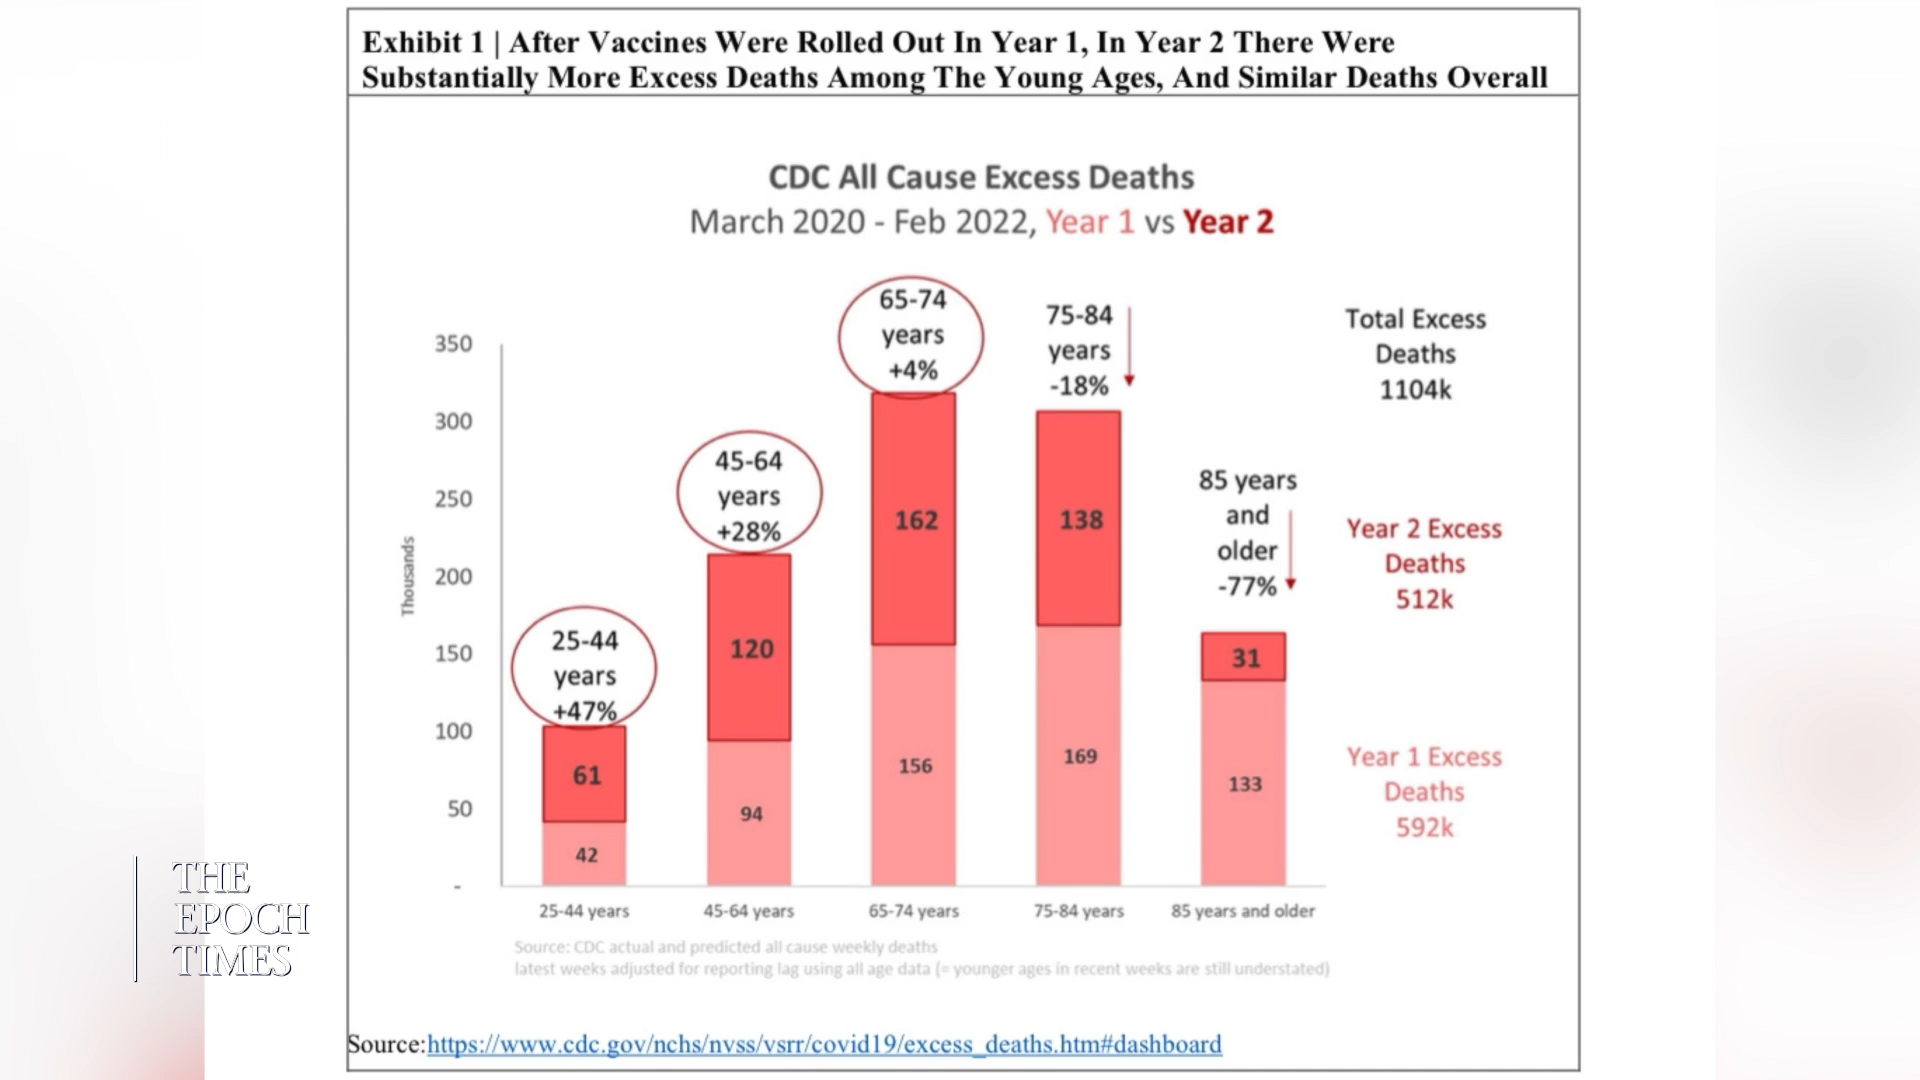 Exhibit 1 | After Vaccines Were Rolled Out In Year 1, In Year 2 There Were
Substantially More Excess Deaths Among The Young Ages, And Similar Deaths Overall
CDC All Cause Excess Deaths
March 2020 - Feb 2022, Year 1 vs Year 2
65-74
years
+4%
75-84
years
-18%
Total Excess
Deaths
1104k
45-64
years
+28%
85 years
and
older
-77%
Year 2 Excess
Deaths
512k
25-44
years
+47%
Year 1 Excess
Deaths
592k
Thousands
350
300
250
200
150
100
50
-
61
42
120
94
162
156
138
169
31
133
25-44 years
45-64 years
65-74 years
75-84 years
85 years and older
Source: CDC actual and predicted all cause weekly deaths
latest weeks adjusted for reporting lag using all age data (= younger ages in recent weeks are still understated)
Source:https://www.cdc.gov/nchs/nvss/vsrr/covid19/excess_deaths.htm#dashboard
THE
EPOCH
TIMES